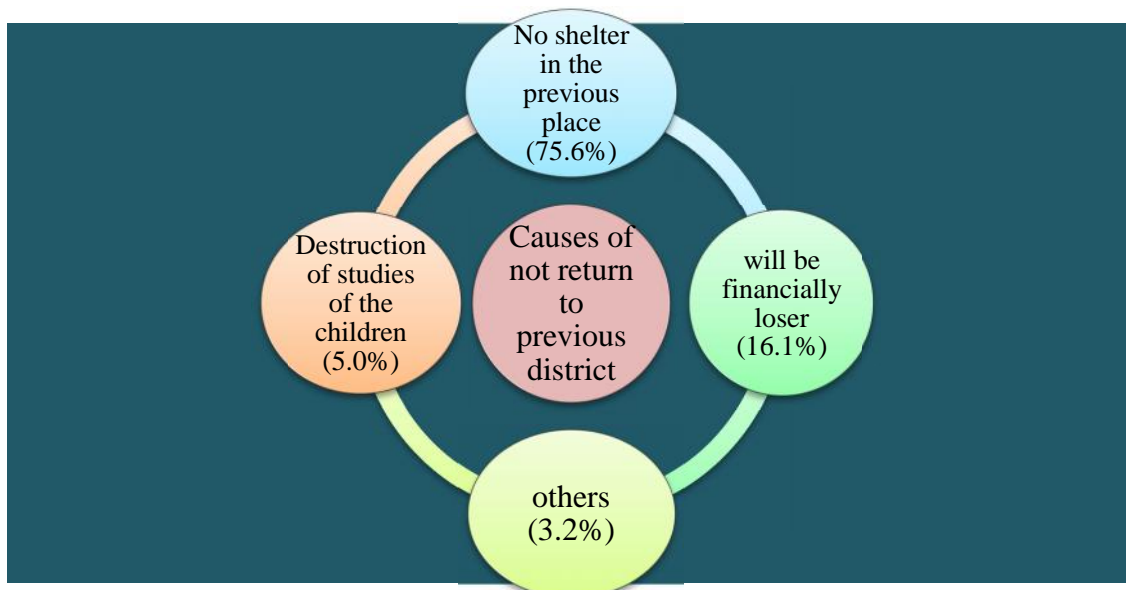 No shelter
in the
previous
place
(75.6%)
Destruction
of studies
of the
children
(5.0%)
Causes of
not return
to
previous
district
will be
financially
loser
(16.1%)
others
(3.2%)